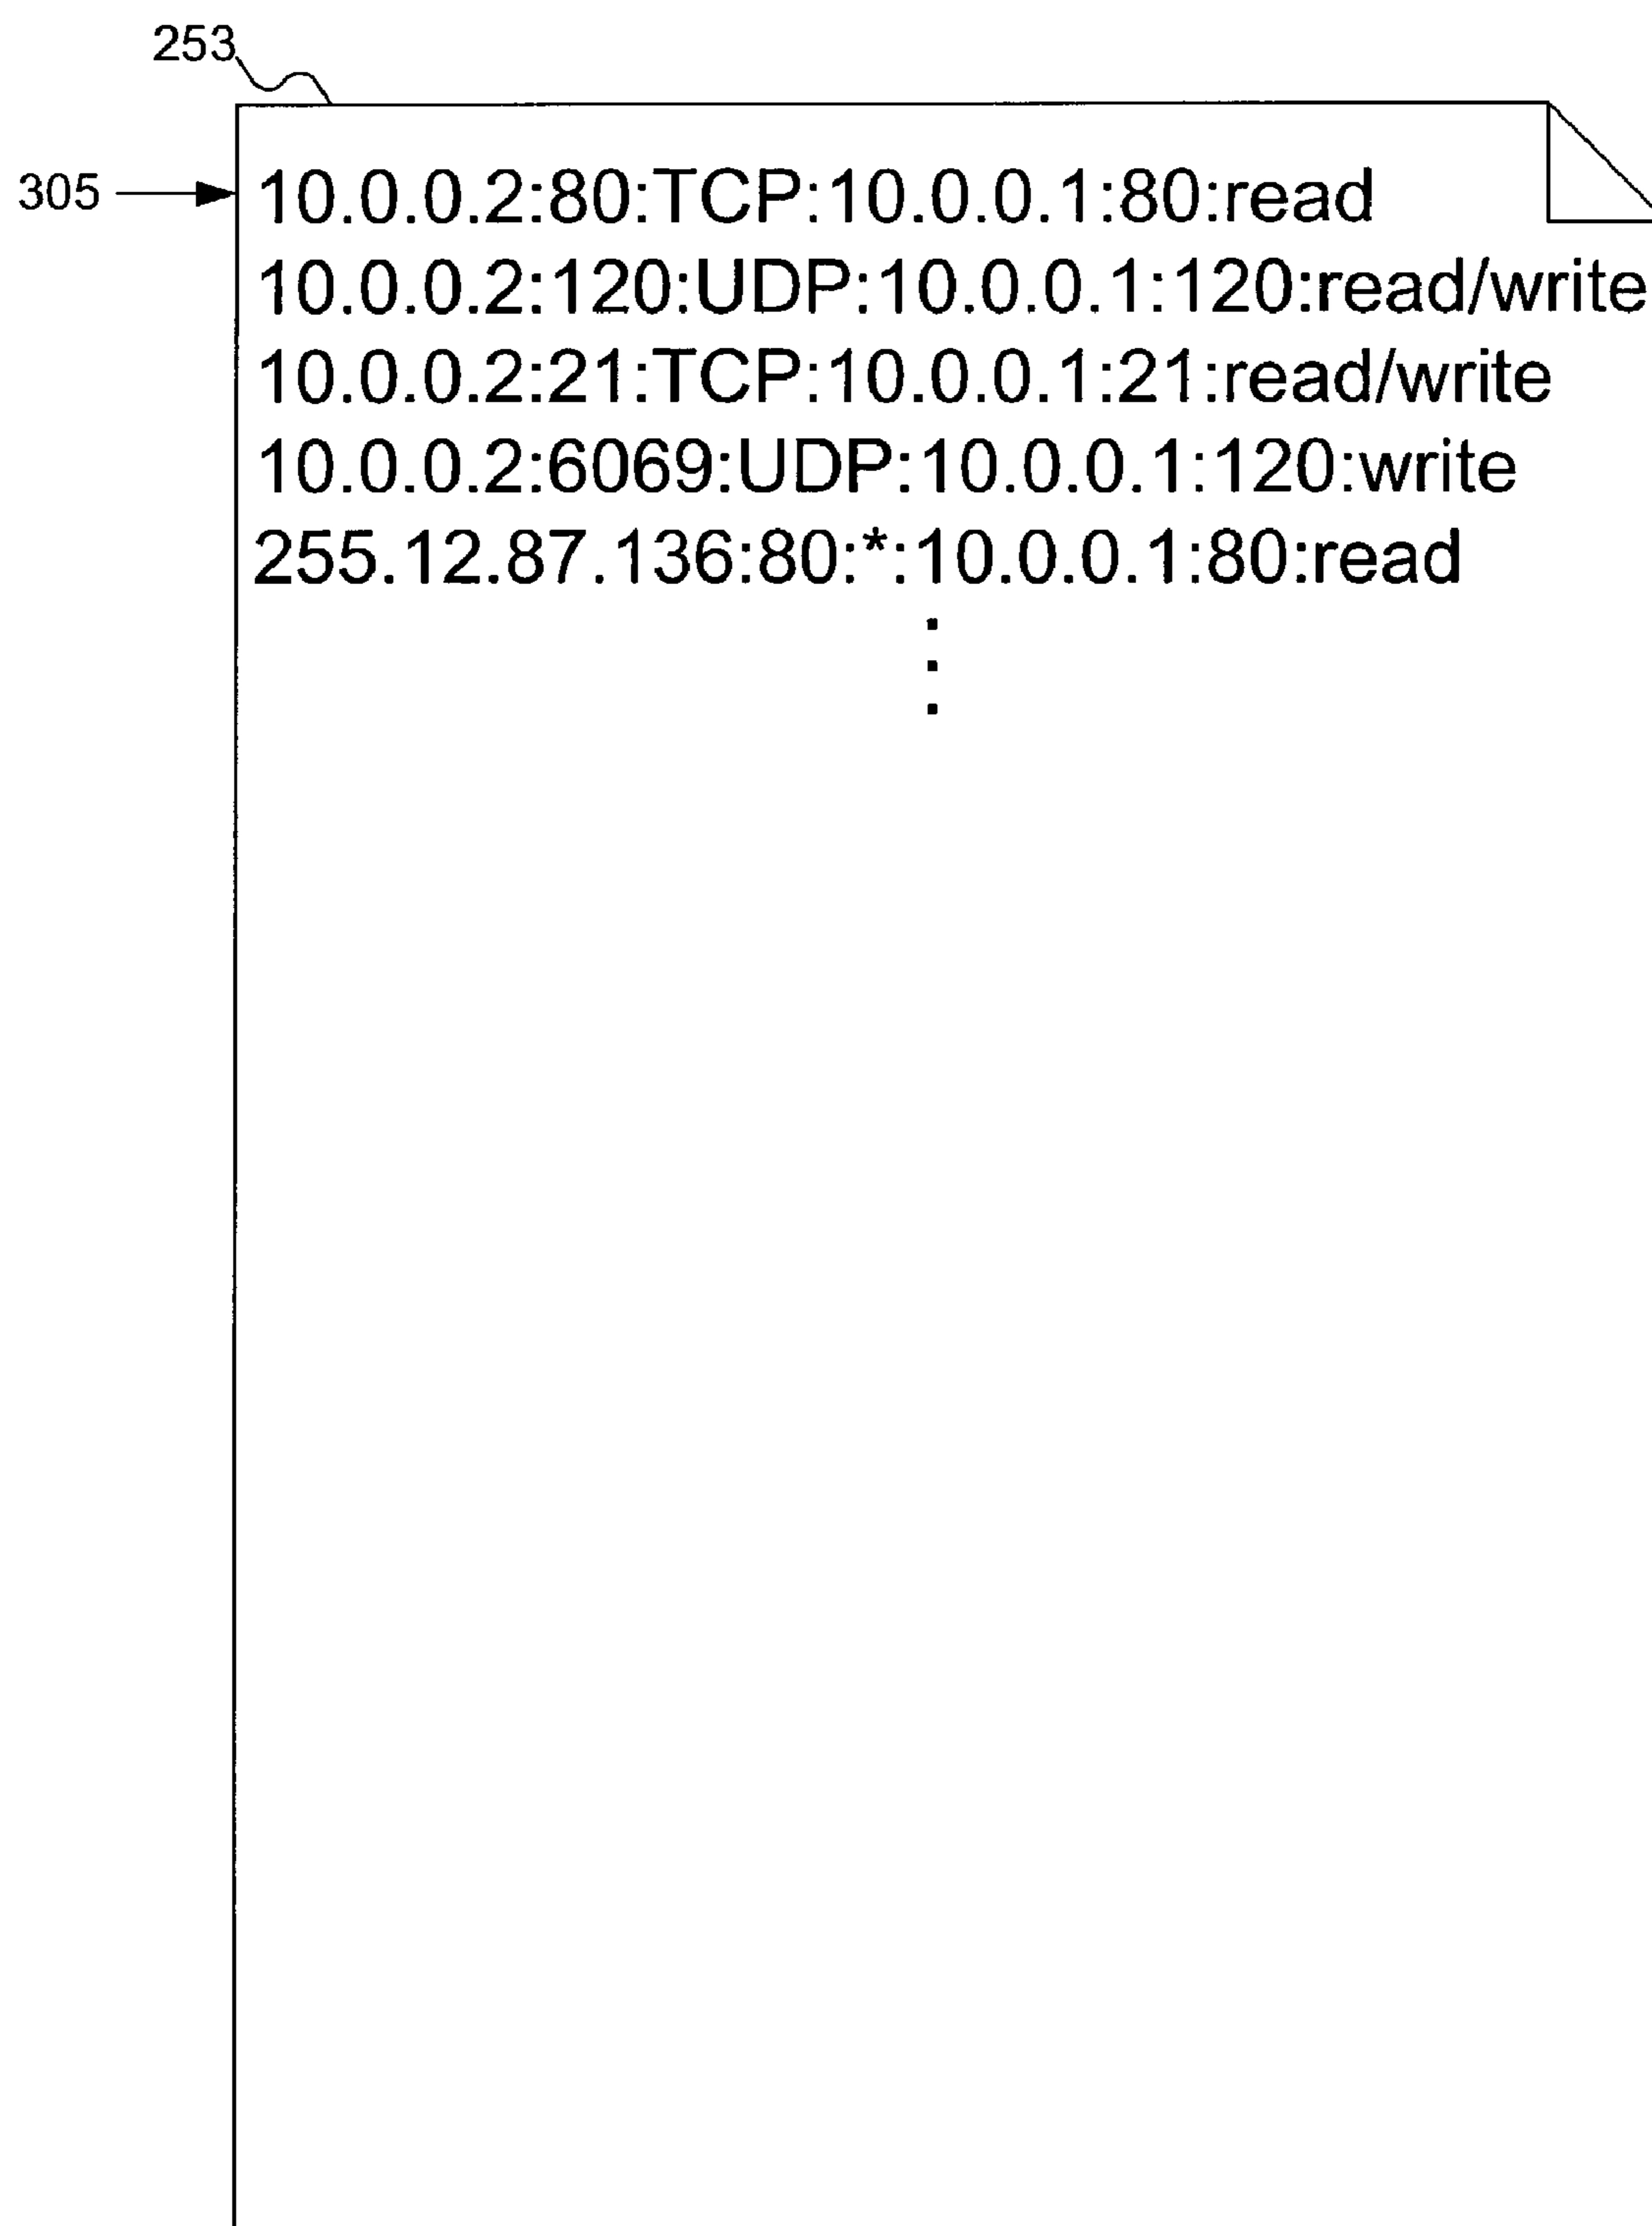 253
305
10.0.0.2:80:TCP:10.0.0.1:80:read
10.0.0.2:120:UDP:10.0.0.1:120:read/write
10.0.0.2:21:TCP:10.0.0.1:21:read/write
10.0.0.2:6069:UDP:10.0.0.1:120:write
255.12.87.136:80:*:10.0.0.1:80:read